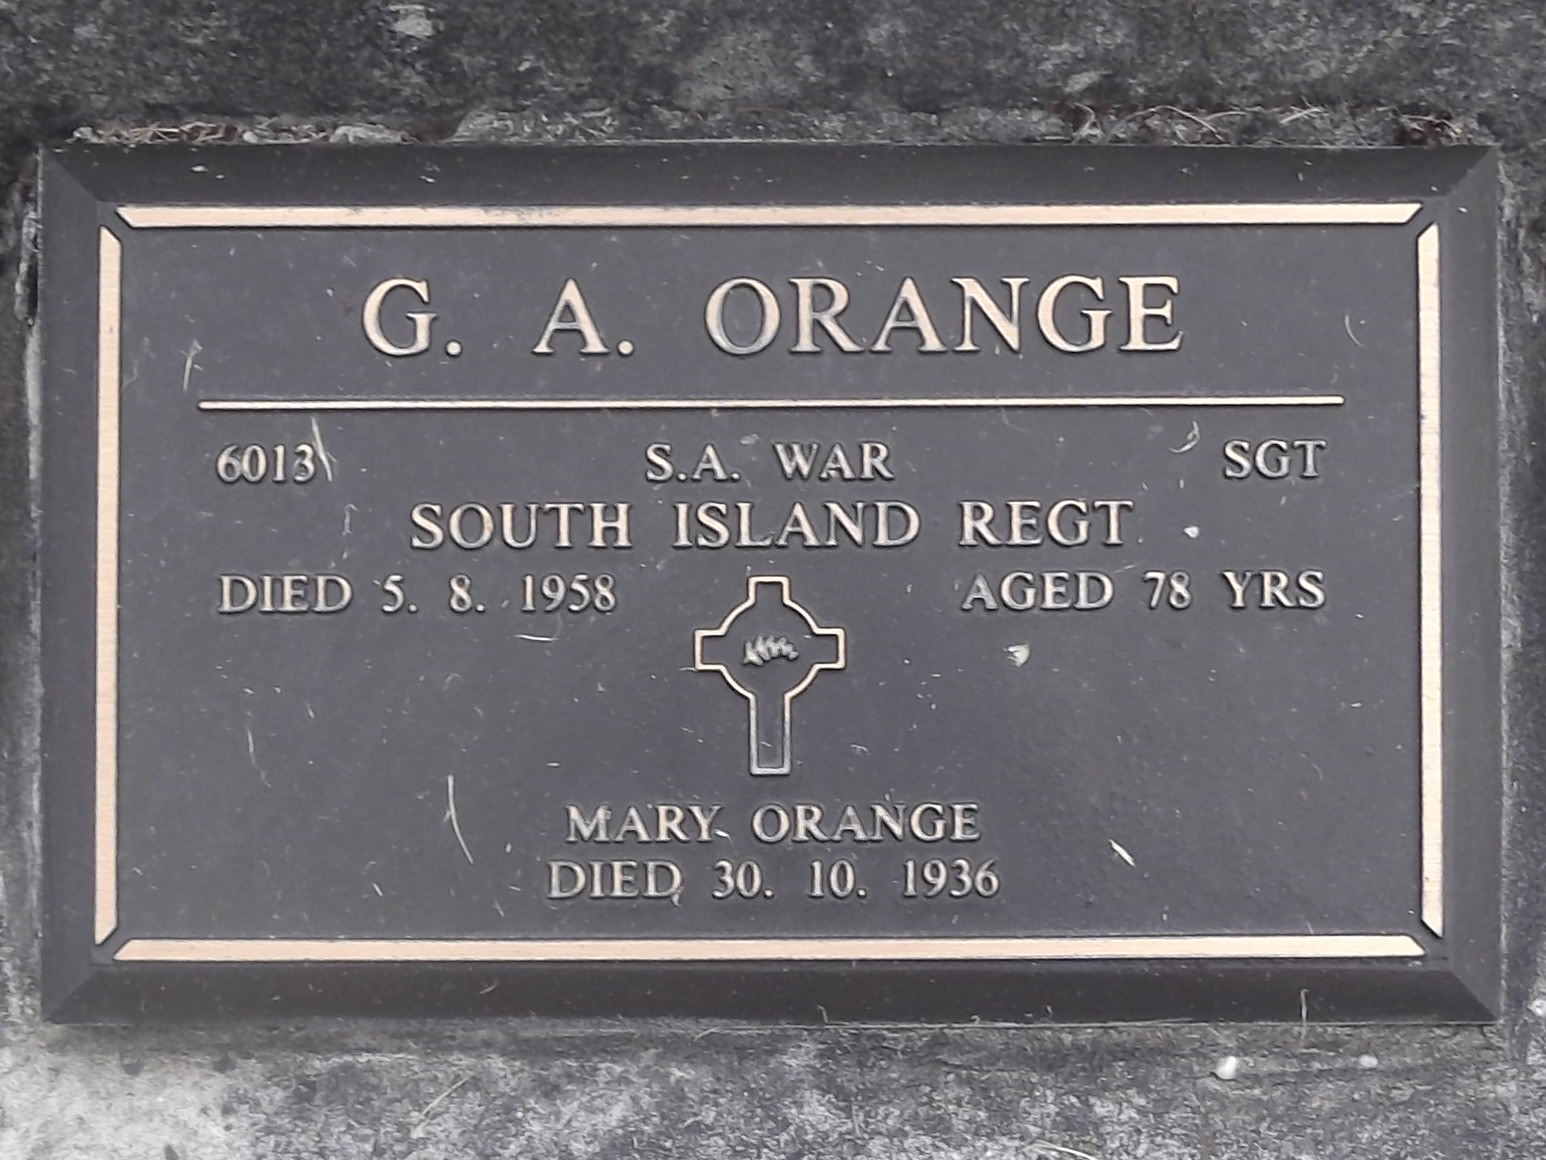 G. A. ORANGE
6013 S.A. WAR SGT
SOUTH ISLAND REGT
DIED 5. 8. 1958 AGED 78 YRS
MARY ORANGE
DIED 30. 10. 1936